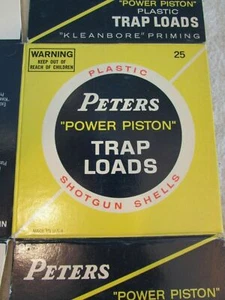 "POWER PISTON"
PLASTIC
TRAP LOADS
"KLEANBORE" PRIMING
WARNING
KEEP OUT OF
REACH OF CHILDREN
25
PLASTIC
PETERS
"POWER PISTON"
TRAP
LOADS
SHOTGUN SHELLS
MADE IN U.S.A.
PETERS
"POWER PISTON"